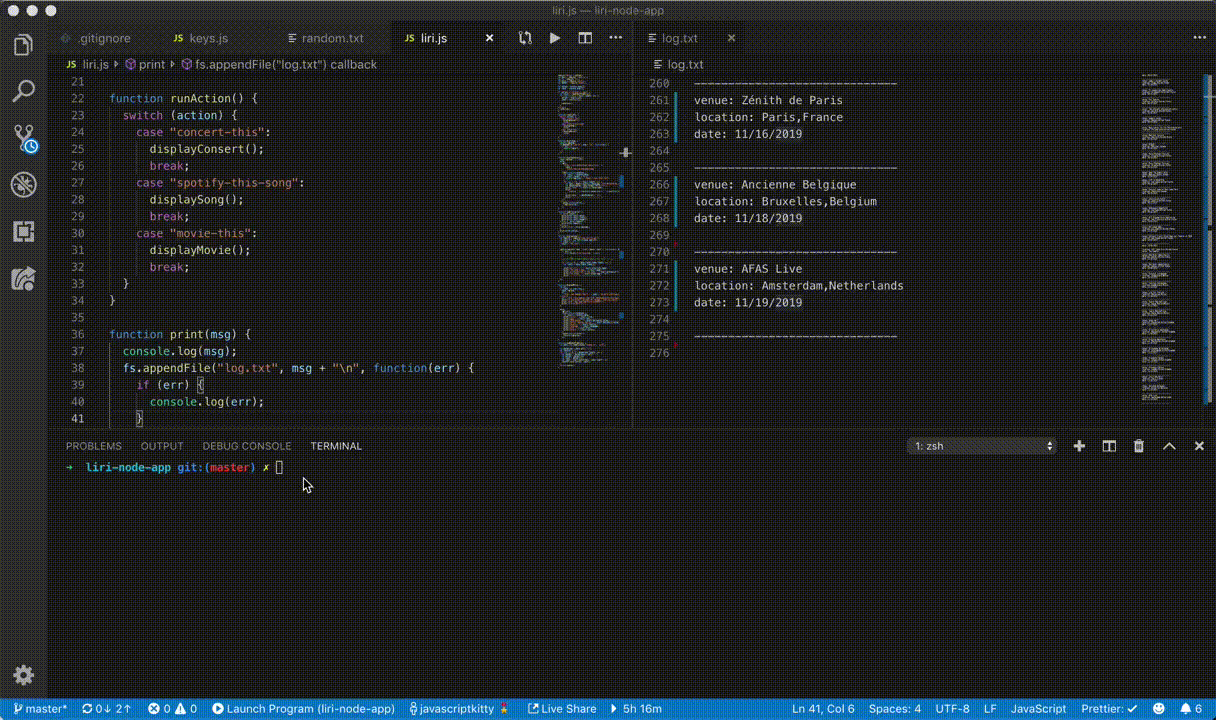 liri.js — liri-node-app
.gitignore
JS keys.js
random.txt
JS liri.js
log.txt
JS liri.js print fs.appendFile("log.txt") callback
log.txt
21
22 function runAction() {
23 switch (action) {
24 case "concert-this":
25 displayConsert();
26 break;
27 case "spotify-this-song":
28 displaySong();
29 break;
30 case "movie-this":
31 displayMovie();
32 break;
33 }
34 }
35
36 function print(msg) {
37 console.log(msg);
38 fs.appendFile("log.txt", msg + "\n", function(err) {
39 if (err) {
40 console.log(err);
41 }
260 ------------------------------
261 venue: Zénith de Paris
262 location: Paris,France
263 date: 11/16/2019
264
265 ------------------------------
266 venue: Ancienne Belgique
267 location: Bruxelles,Belgium
268 date: 11/18/2019
269
270 ------------------------------
271 venue: AFAS Live
272 location: Amsterdam,Netherlands
273 date: 11/19/2019
274
275 ------------------------------
276
PROBLEMS OUTPUT DEBUG CONSOLE TERMINAL 1: zsh
→ liri-node-app git:(master) ✗
master* 0↓ 2↑ 0 0 Launch Program (liri-node-app) javascriptkitty Live Share 5h 16m Ln 41, Col 6 Spaces: 4 UTF-8 LF JavaScript Prettier: ✓ 6